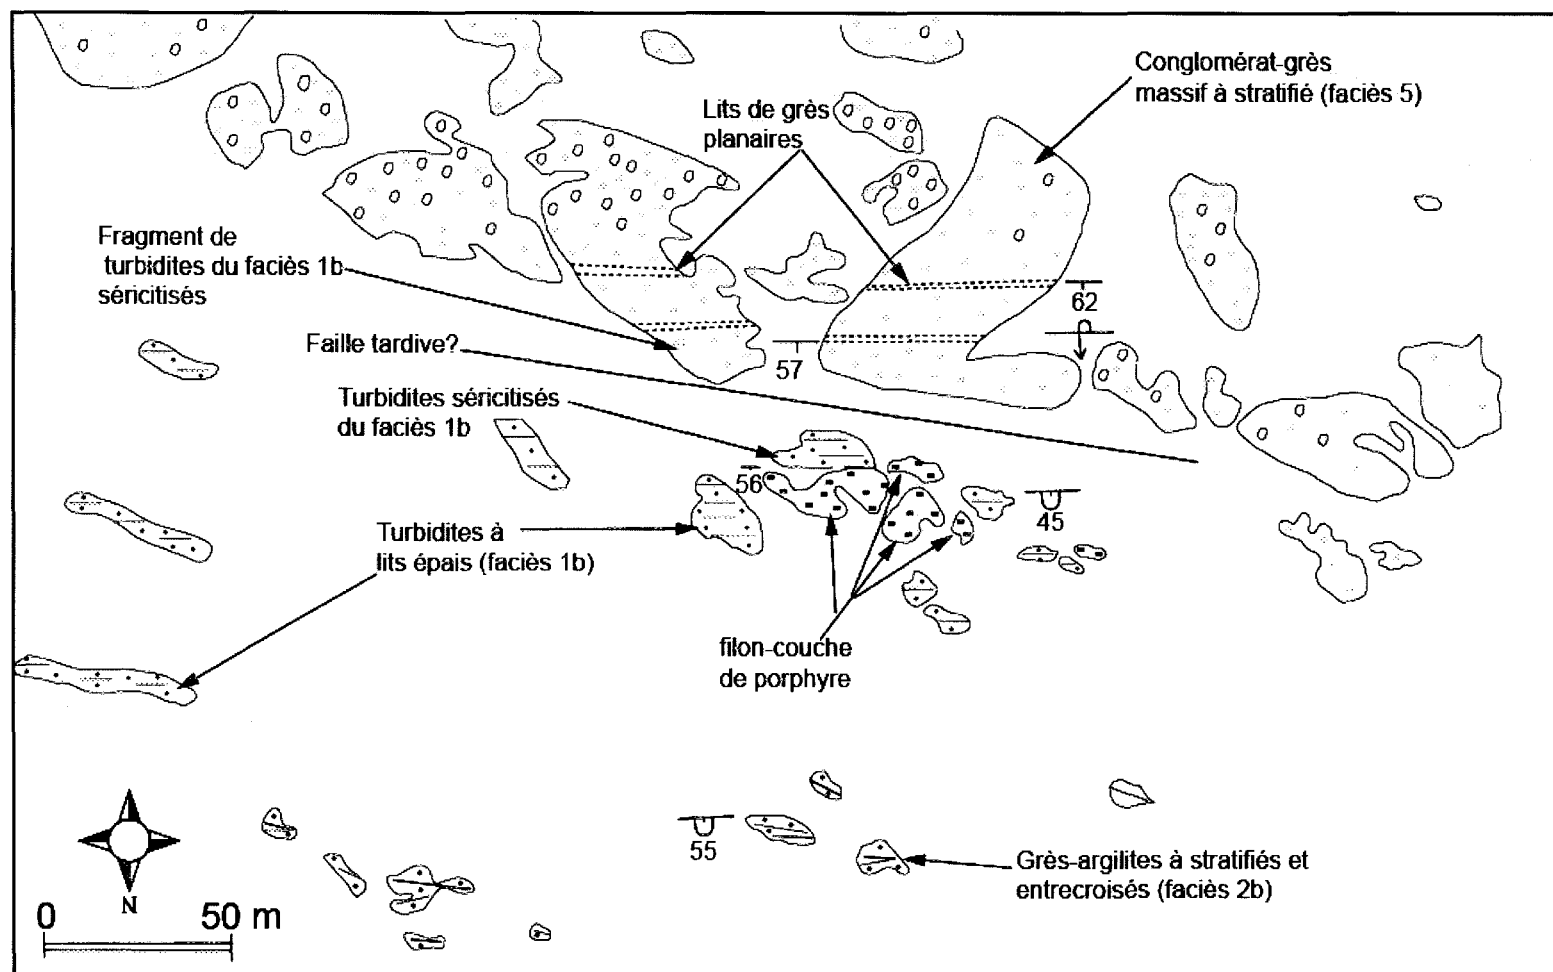 Conglomérat-grès
massif à stratifié (faciès 5)
Lits de grès
planaires
Fragment de
turbidites du faciès 1b
séricitisés
62
Faille tardive?
57
Turbidites séricitisés
du faciès 1b
56
45
Turbidites à
lits épais (faciès 1b)
filon-couche
de porphyre
55
Grès-argilites à stratifiés et
entrecroisés (faciès 2b)
N
0 50 m